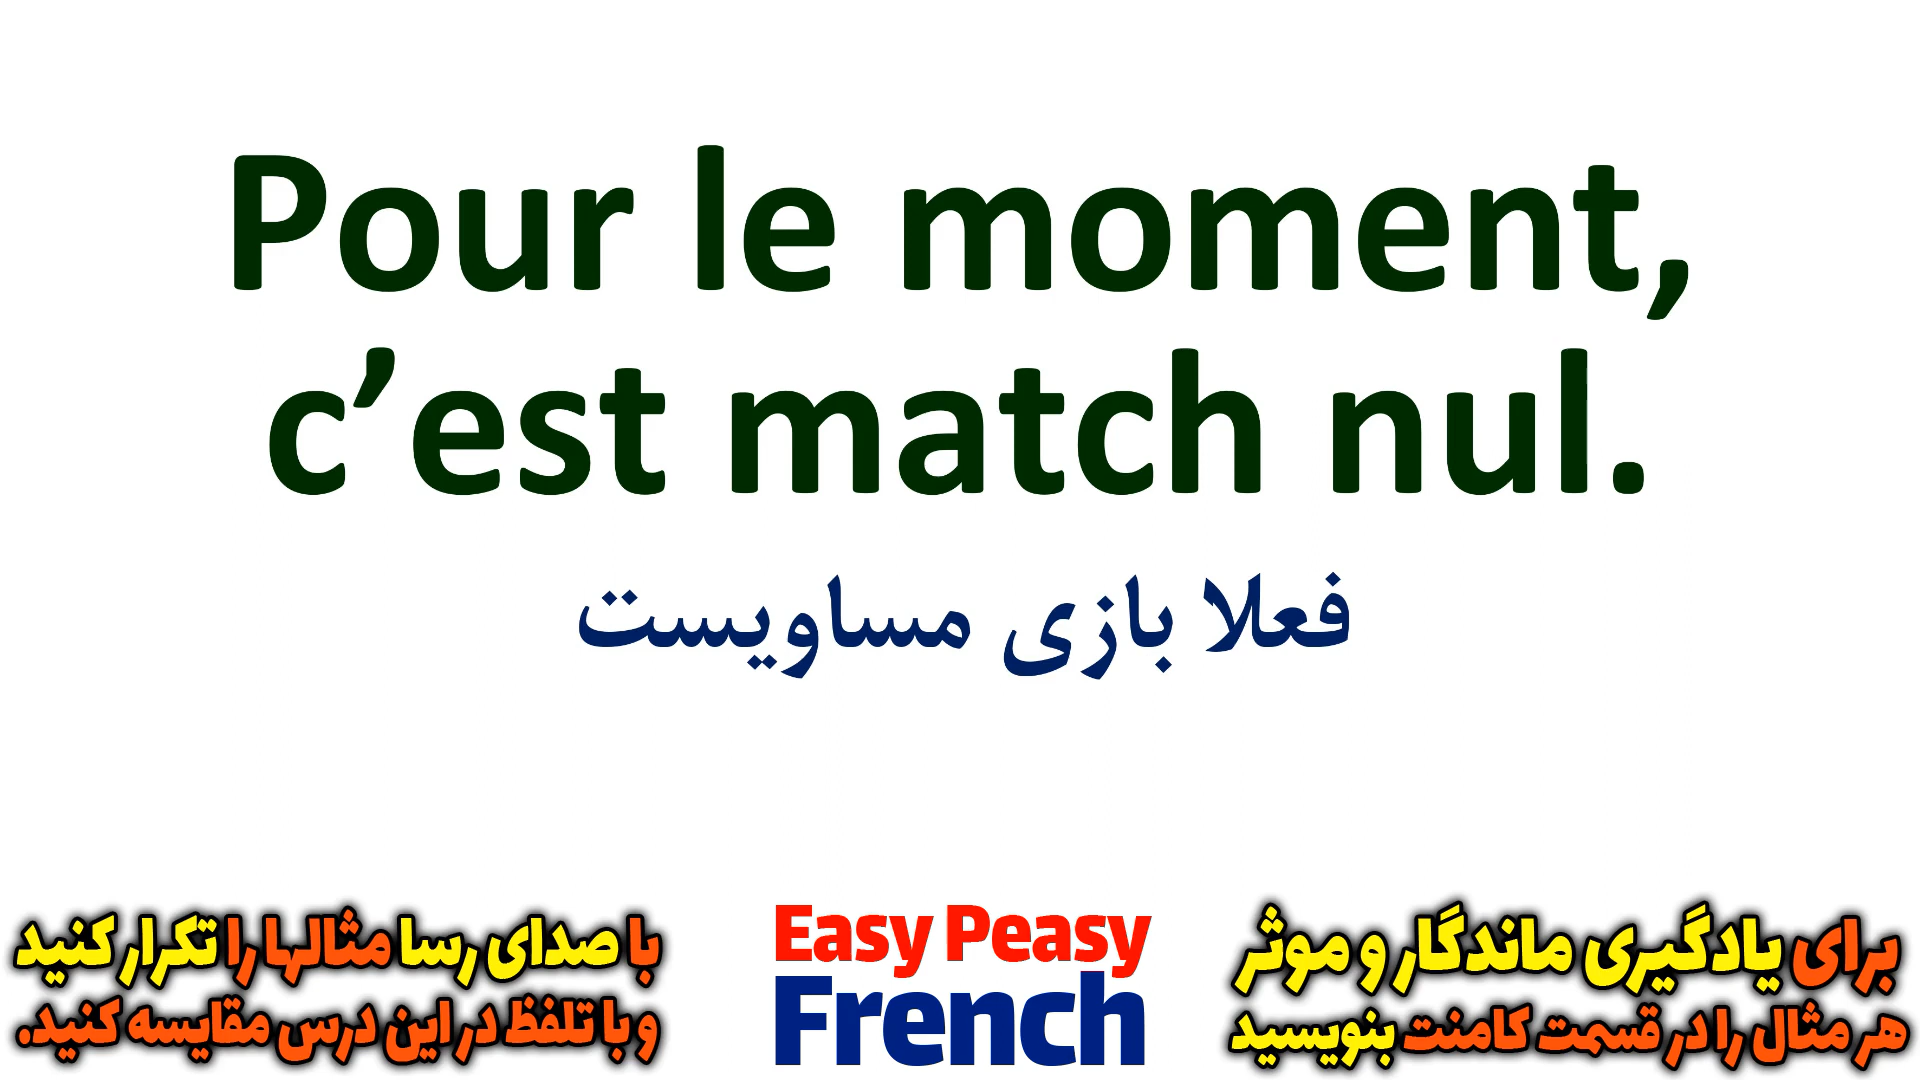 Pour le moment,
c’est match nul.
فعلا بازی مساویست
برای یادگیری ماندگار و موثر
هر مثال را در قسمت کامنت بنویسید
Easy Peasy
French
با صدای رسا مثالها را تکرار کنید
و با تلفظ در این درس مقایسه کنید.